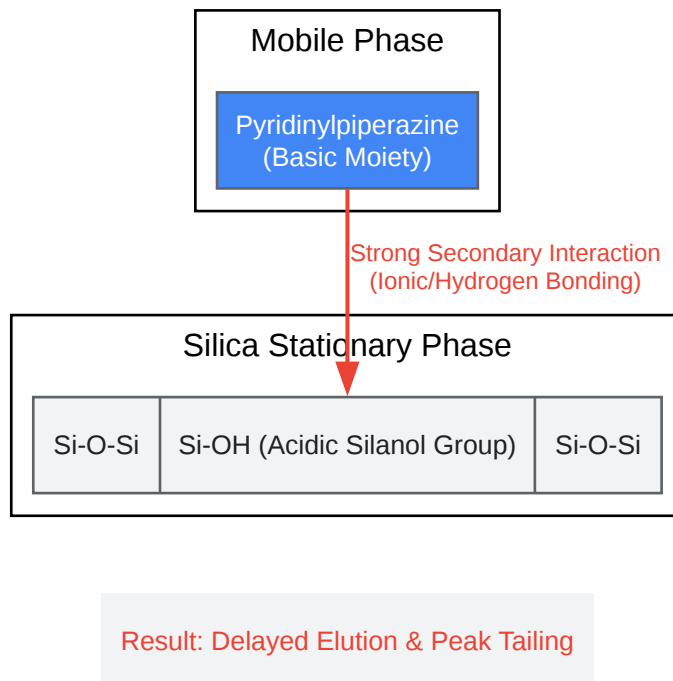 Mobile Phase
Pyridinylpiperazine
(Basic Moiety)
Strong Secondary Interaction
(Ionic/Hydrogen Bonding)
Silica Stationary Phase
Si-O-Si
Si-OH (Acidic Silanol Group)
Si-O-Si
Result: Delayed Elution & Peak Tailing